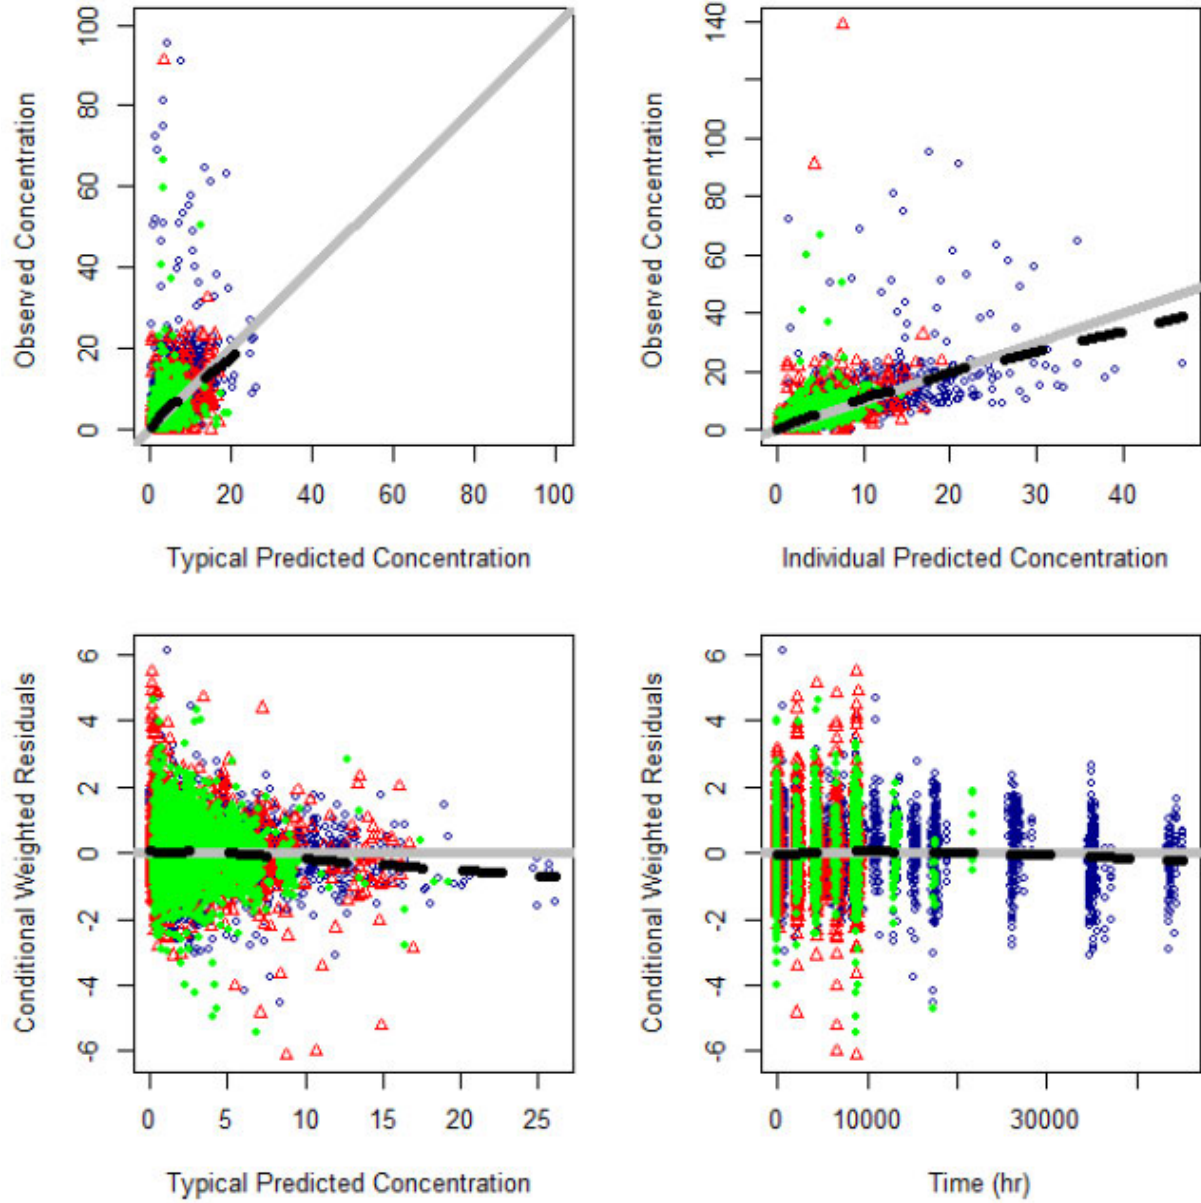 Observed Concentration
100
80
60
40
20
0
0 20 40 60 80 100
Typical Predicted Concentration
Observed Concentration
140
100
80
60
40
20
0
0 10 20 30 40
Individual Predicted Concentration
Conditional Weighted Residuals
6
4
2
0
-2
-4
-6
0 5 10 15 20 25
Typical Predicted Concentration
Conditional Weighted Residuals
6
4
2
0
-2
-4
-6
0 10000 30000
Time (hr)